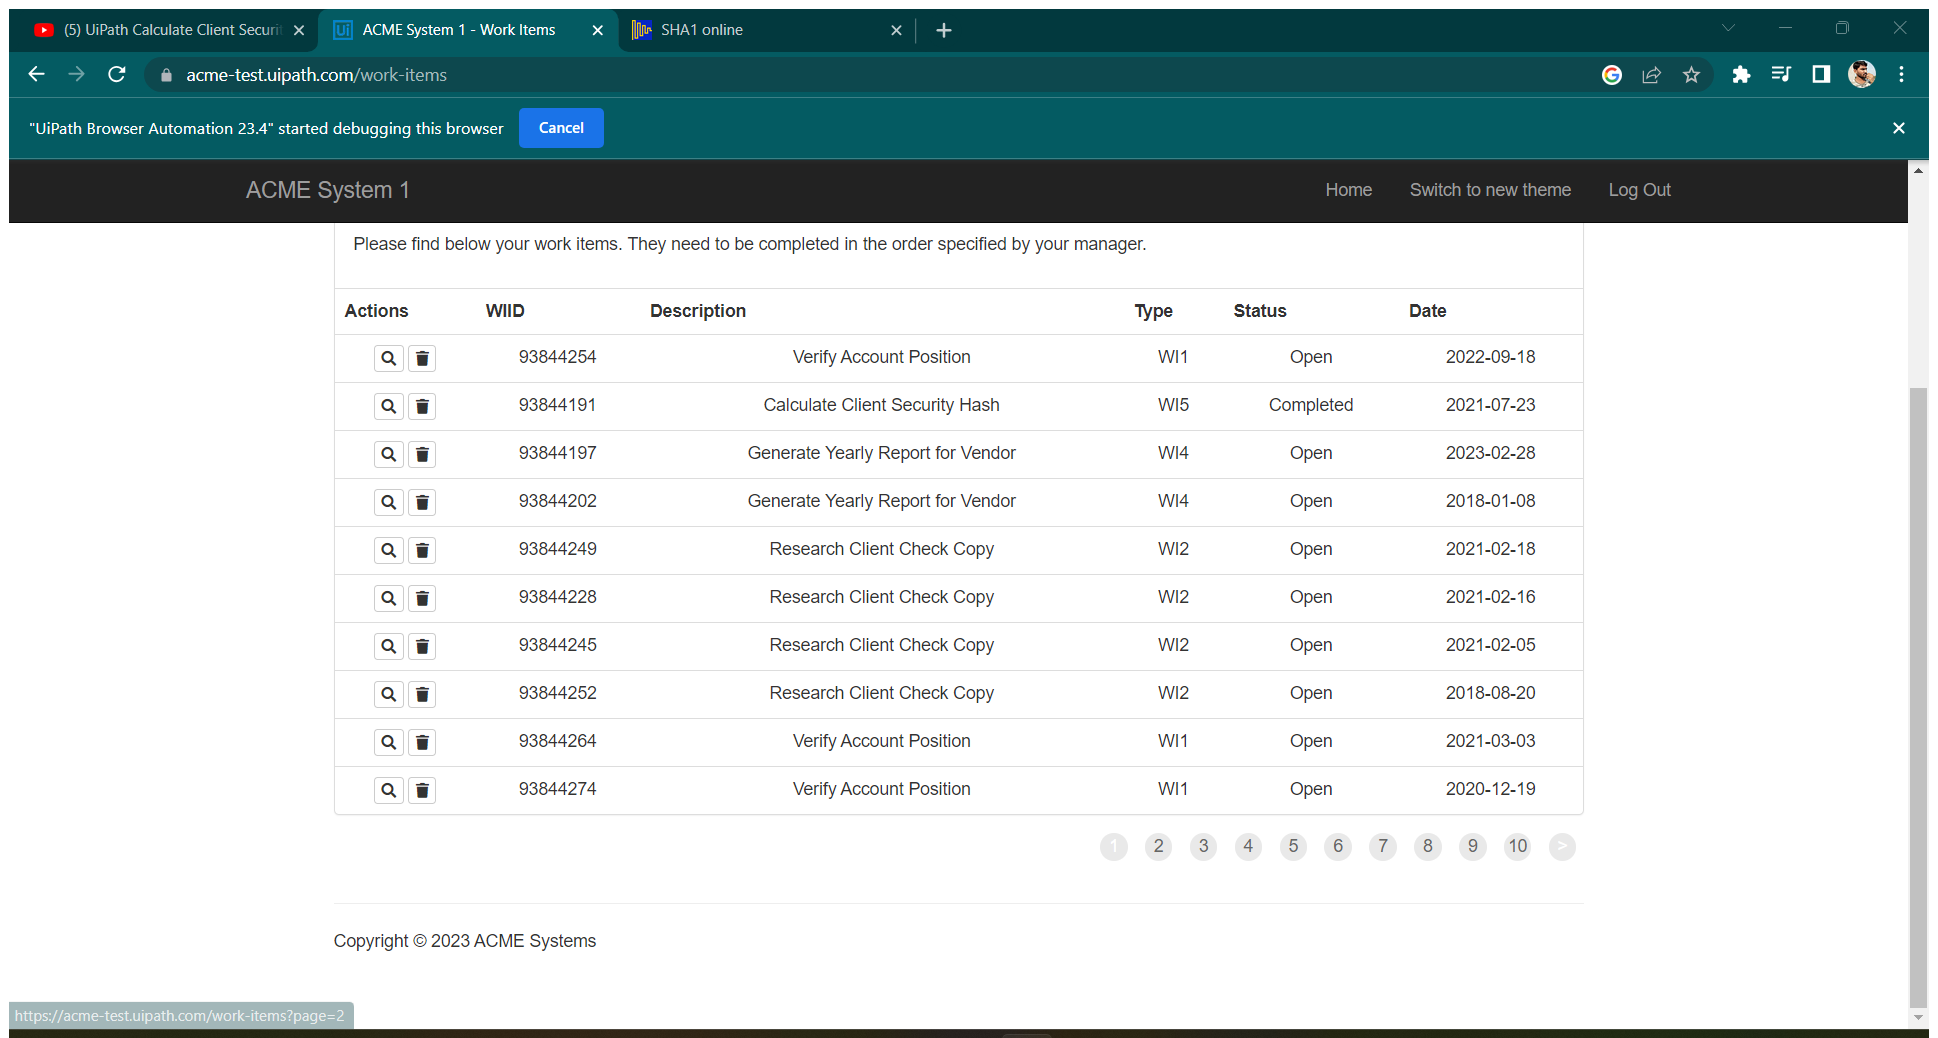 (5) UiPath Calculate Client Securit
ACME System 1 - Work Items
SHA1 online
acme-test.uipath.com/work-items
"UiPath Browser Automation 23.4" started debugging this browser Cancel
ACME System 1 Home Switch to new theme Log Out
Please find below your work items. They need to be completed in the order specified by your manager.
Actions WIID Description Type Status Date
93844254 Verify Account Position WI1 Open 2022-09-18
93844191 Calculate Client Security Hash WI5 Completed 2021-07-23
93844197 Generate Yearly Report for Vendor WI4 Open 2023-02-28
93844202 Generate Yearly Report for Vendor WI4 Open 2018-01-08
93844249 Research Client Check Copy WI2 Open 2021-02-18
93844228 Research Client Check Copy WI2 Open 2021-02-16
93844245 Research Client Check Copy WI2 Open 2021-02-05
93844252 Research Client Check Copy WI2 Open 2018-08-20
93844264 Verify Account Position WI1 Open 2021-03-03
93844274 Verify Account Position WI1 Open 2020-12-19
1 2 3 4 5 6 7 8 9 10 >
Copyright © 2023 ACME Systems
https://acme-test.uipath.com/work-items?page=2